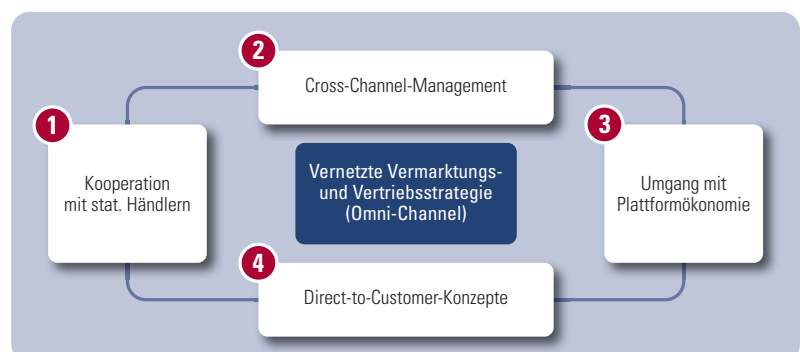 1
Kooperation
mit stat. Händlern
2
Cross-Channel-Management
Vernetzte Vermarktungs-
und Vertriebsstrategie
(Omni-Channel)
3
Umgang mit
Plattformökonomie
4
Direct-to-Customer-Konzepte